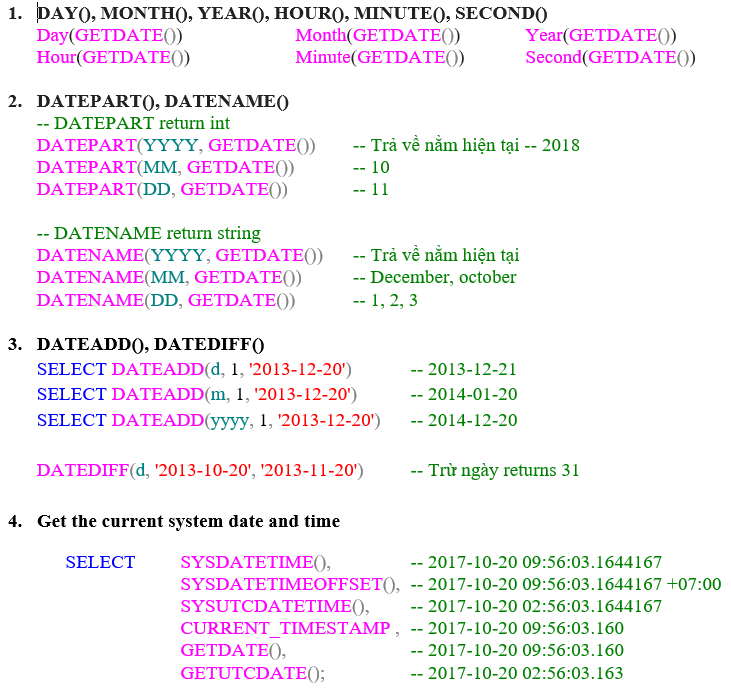 1. DAY(), MONTH(), YEAR(), HOUR(), MINUTE(), SECOND()
Day(GETDATE()) Month(GETDATE()) Year(GETDATE())
Hour(GETDATE()) Minute(GETDATE()) Second(GETDATE())
2. DATEPART(), DATENAME()
-- DATEPART return int
DATEPART(YYYY, GETDATE()) -- Trả về nằm hiện tại -- 2018
DATEPART(MM, GETDATE()) -- 10
DATEPART(DD, GETDATE()) -- 11
-- DATENAME return string
DATENAME(YYYY, GETDATE()) -- Trả về nằm hiện tại
DATENAME(MM, GETDATE()) -- December, october
DATENAME(DD, GETDATE()) -- 1, 2, 3
3. DATEADD(), DATEDIFF()
SELECT DATEADD(d, 1, '2013-12-20') -- 2013-12-21
SELECT DATEADD(m, 1, '2013-12-20') -- 2014-01-20
SELECT DATEADD(yyyy, 1, '2013-12-20') -- 2014-12-20
DATEDIFF(d, '2013-10-20', '2013-11-20') -- Trừ ngày returns 31
4. Get the current system date and time
SELECT SYSDATETIME(), -- 2017-10-20 09:56:03.1644167
SYSDATETIMEOFFSET(), -- 2017-10-20 09:56:03.1644167 +07:00
SYSUTCDATETIME(), -- 2017-10-20 02:56:03.1644167
CURRENT_TIMESTAMP , -- 2017-10-20 09:56:03.160
GETDATE(), -- 2017-10-20 09:56:03.160
GETUTCDATE(); -- 2017-10-20 02:56:03.163